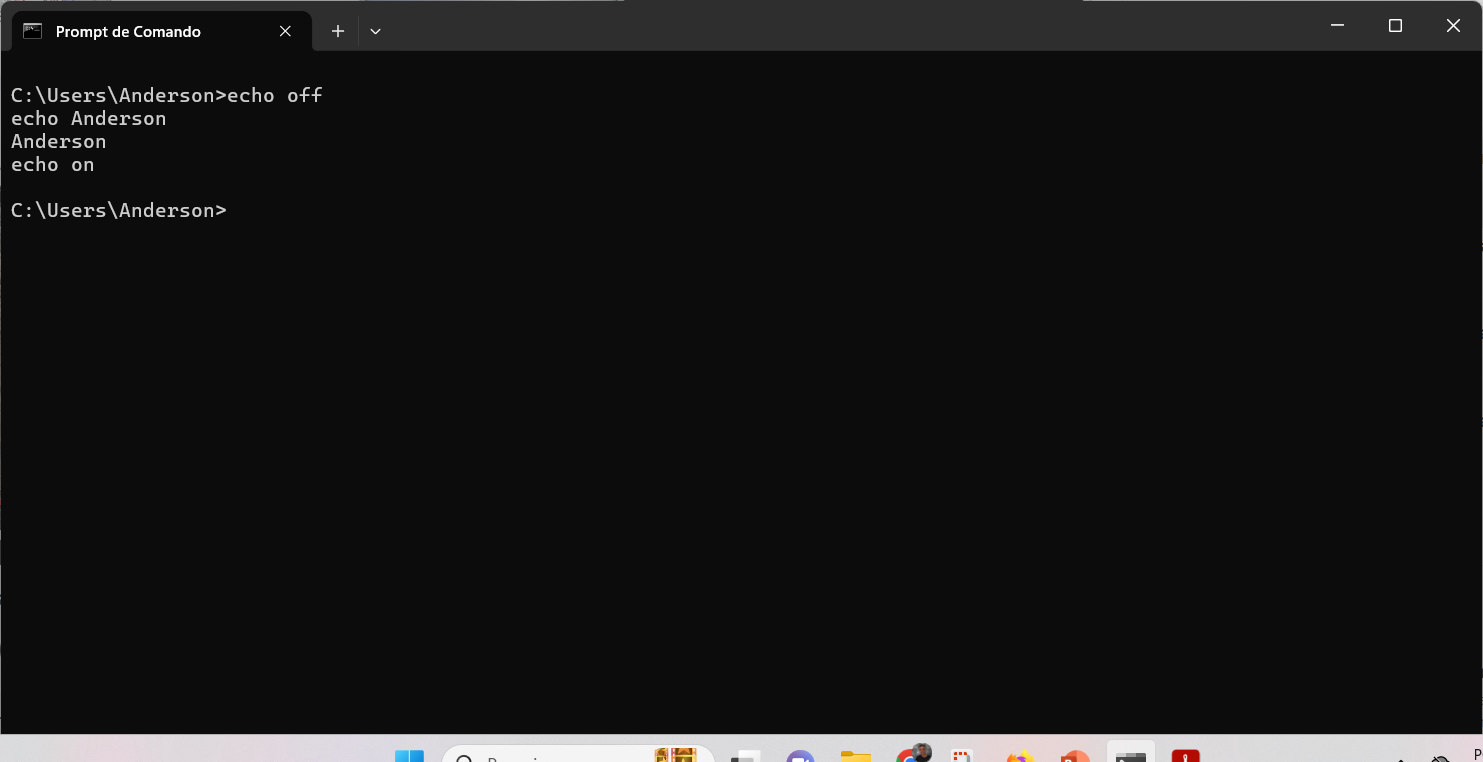 Prompt de Comando
C:\Users\Anderson>echo off
echo Anderson
Anderson
echo on
C:\Users\Anderson>